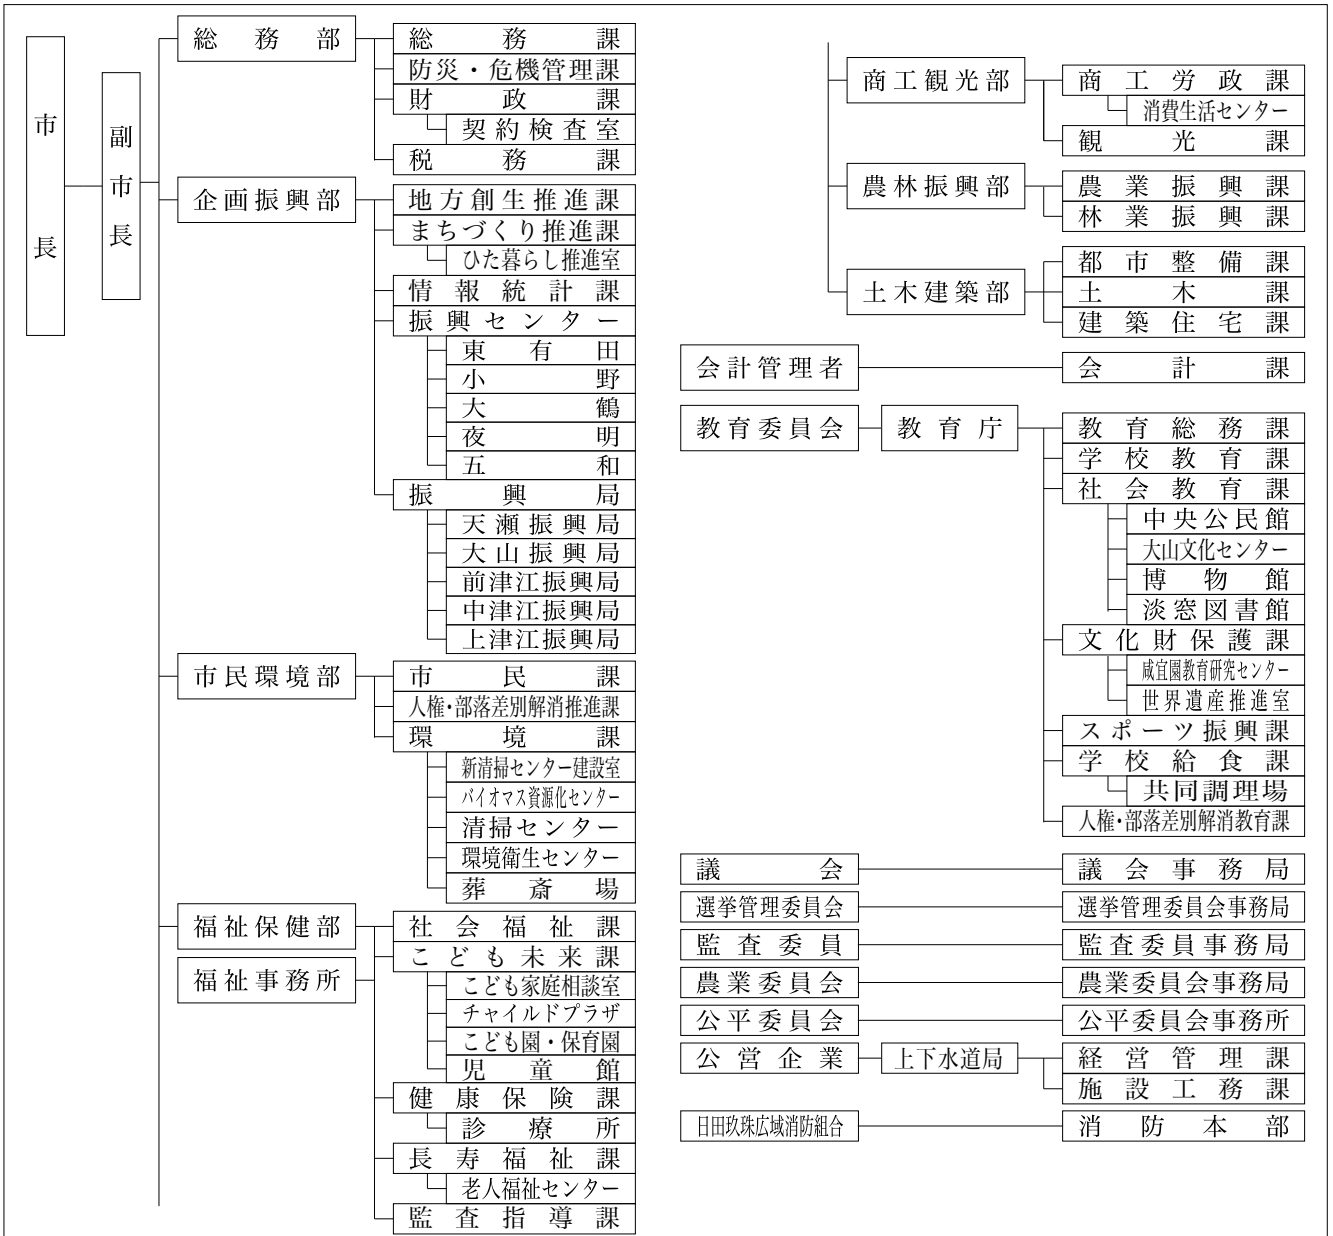 市長
副市長
総務部
総務課
防災・危機管理課
財政課
契約検査室
税務課
企画振興部
地方創生推進課
まちづくり推進課
ひた暮らし推進室
情報統計課
振興センター
東有田
小野
大鶴
夜明
五和
振興局
天瀬振興局
大山振興局
前津江振興局
中津江振興局
上津江振興局
市民環境部
市民課
人権・部落差別解消推進課
環境課
新清掃センター建設室
バイオマス資源化センター
清掃センター
環境衛生センター
葬斎場
福祉保健部
福祉事務所
社会福祉課
こども未来課
こども家庭相談室
チャイルドプラザ
こども園・保育園
児童館
健康保険課
診療所
長寿福祉課
老人福祉センター
監査指導課
商工観光部
商工労政課
消費生活センター
観光課
農林振興部
農業振興課
林業振興課
土木建築部
都市整備課
土木課
建築住宅課
会計管理者
会計課
教育委員会
教育庁
教育総務課
学校教育課
社会教育課
中央公民館
大山文化センター
博物館
淡窓図書館
文化財保護課
咸宜園教育研究センター
世界遺産推進室
スポーツ振興課
学校給食課
共同調理場
人権・部落差別解消教育課
議会
議会事務局
選挙管理委員会
選挙管理委員会事務局
監査委員
監査委員事務局
農業委員会
農業委員会事務局
公平委員会
公平委員会事務所
公営企業
上下水道局
経営管理課
施設工務課
日田玖珠広域消防組合
消防本部